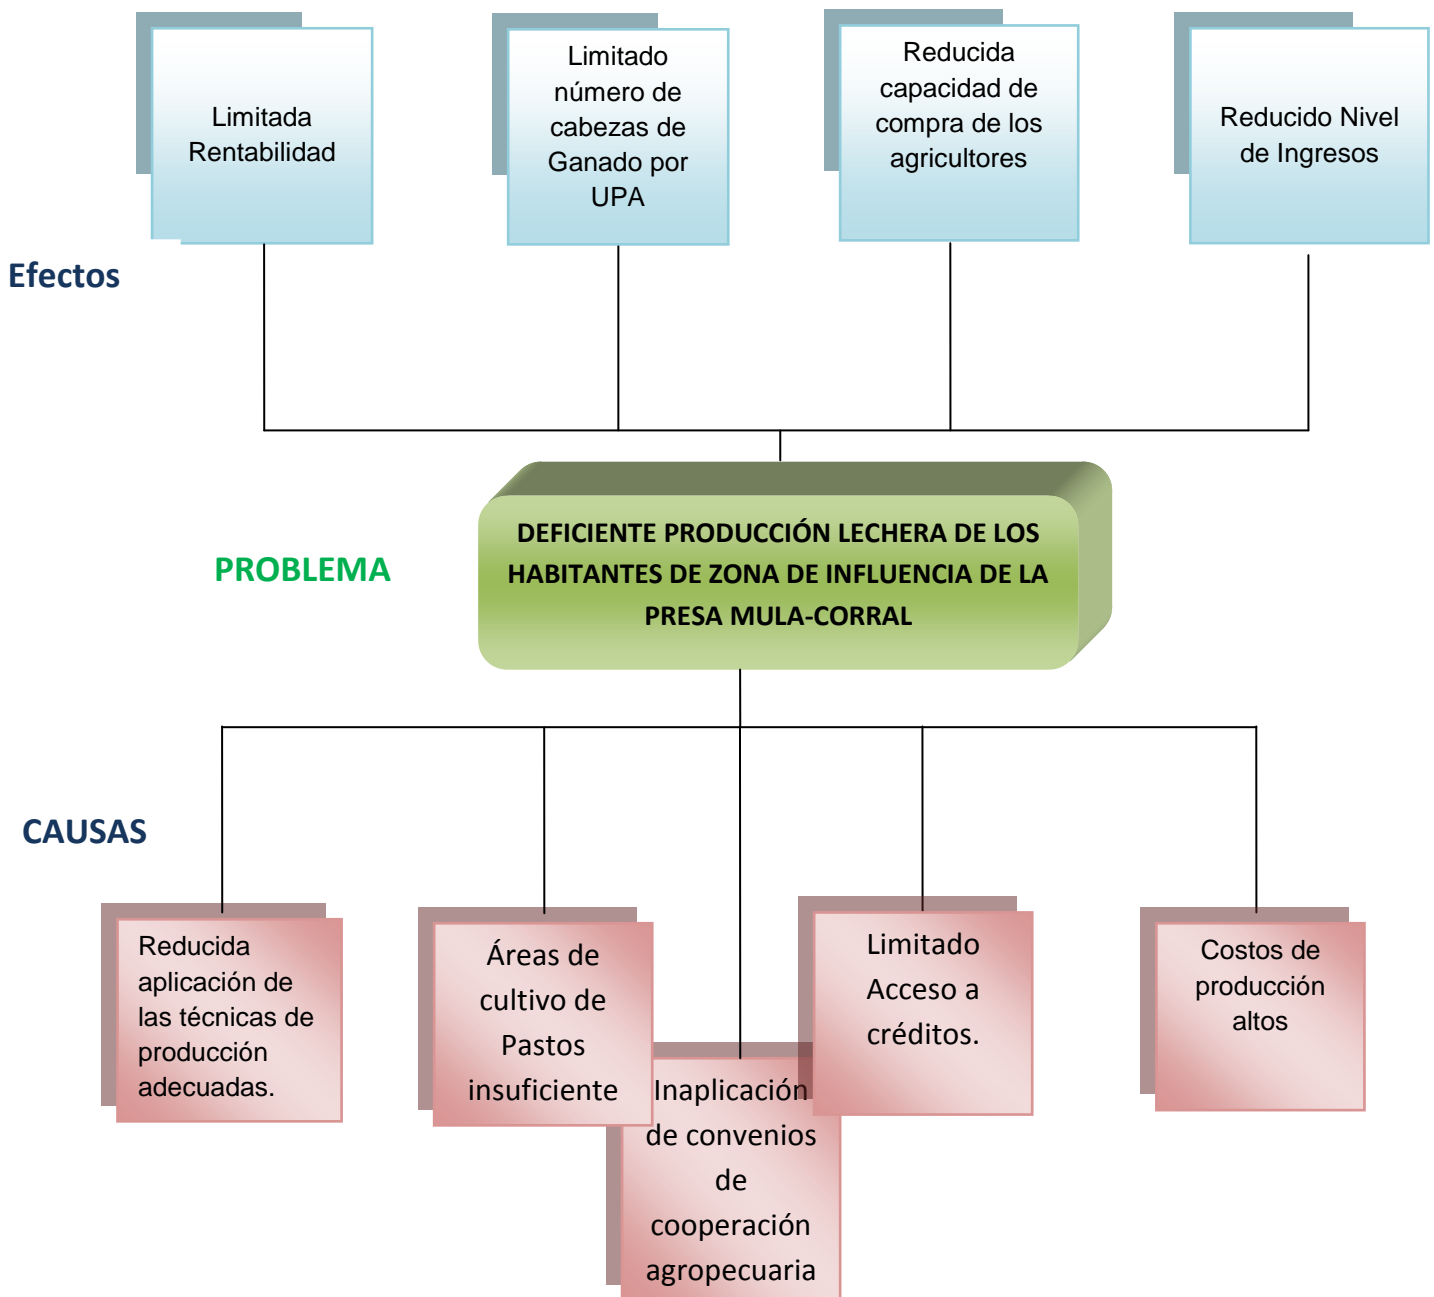 Limitada
Rentabilidad
Limitado
número de
cabezas de
Ganado por
UPA
Reducida
capacidad de
compra de los
agricultores
Reducido Nivel
de Ingresos
Efectos
PROBLEMA
DEFICIENTE PRODUCCIÓN LECHERA DE LOS
HABITANTES DE ZONA DE INFLUENCIA DE LA
PRESA MULA-CORRAL
CAUSAS
Reducida
aplicación de
las técnicas de
producción
adecuadas.
Áreas de
cultivo de
Pastos
insuficiente
Inaplicación
de convenios
de
cooperación
agropecuaria
Limitado
Acceso a
créditos.
Costos de
producción
altos